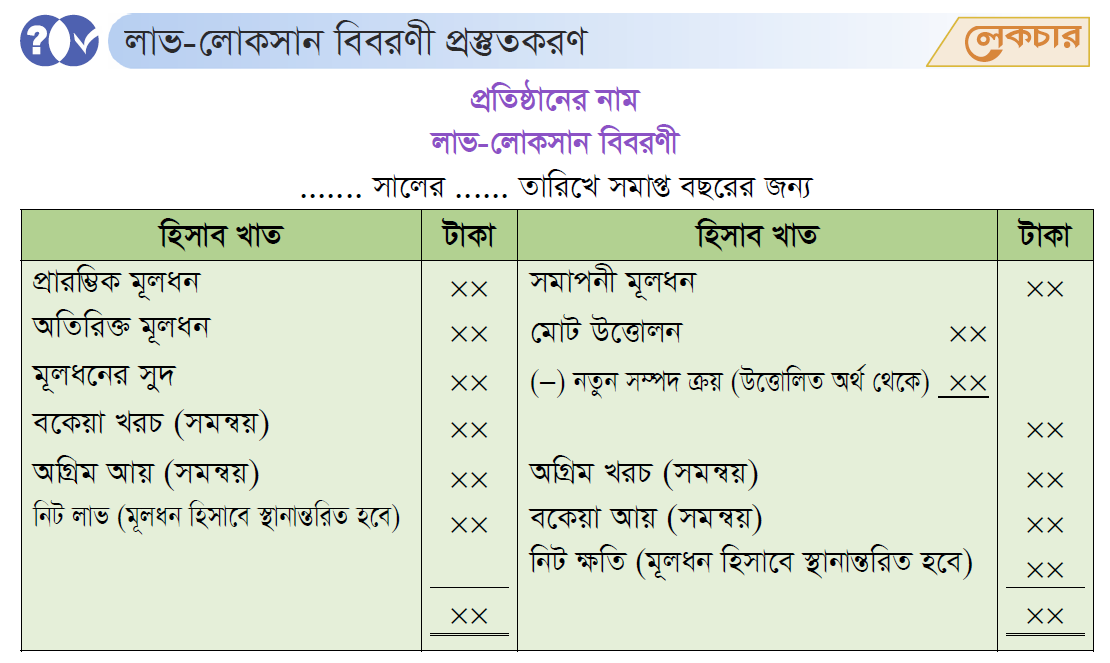 ?
লাভ-লোকসান বিবরণী প্রস্তুতকরণ
লেকচার
প্রতিষ্ঠানের নাম
লাভ-লোকসান বিবরণী
....... সালের ...... তারিখে সমাপ্ত বছরের জন্য
হিসাব খাত টাকা হিসাব খাত টাকা
প্রারম্ভিক মূলধন ×× সমাপনী মূলধন ××
অতিরিক্ত মূলধন ×× মোট উত্তোলন ××
মূলধনের সুদ ×× (–) নতুন সম্পদ ক্রয় (উত্তোলিত অর্থ থেকে) ××
বকেয়া খরচ (সমন্বয়) ×× ××
অগ্রিম আয় (সমন্বয়) ×× অগ্রিম খরচ (সমন্বয়) ××
নিট লাভ (মূলধন হিসাবে স্থানান্তরিত হবে) ×× বকেয়া আয় (সমন্বয়) ××
নিট ক্ষতি (মূলধন হিসাবে স্থানান্তরিত হবে) ××
×× ××